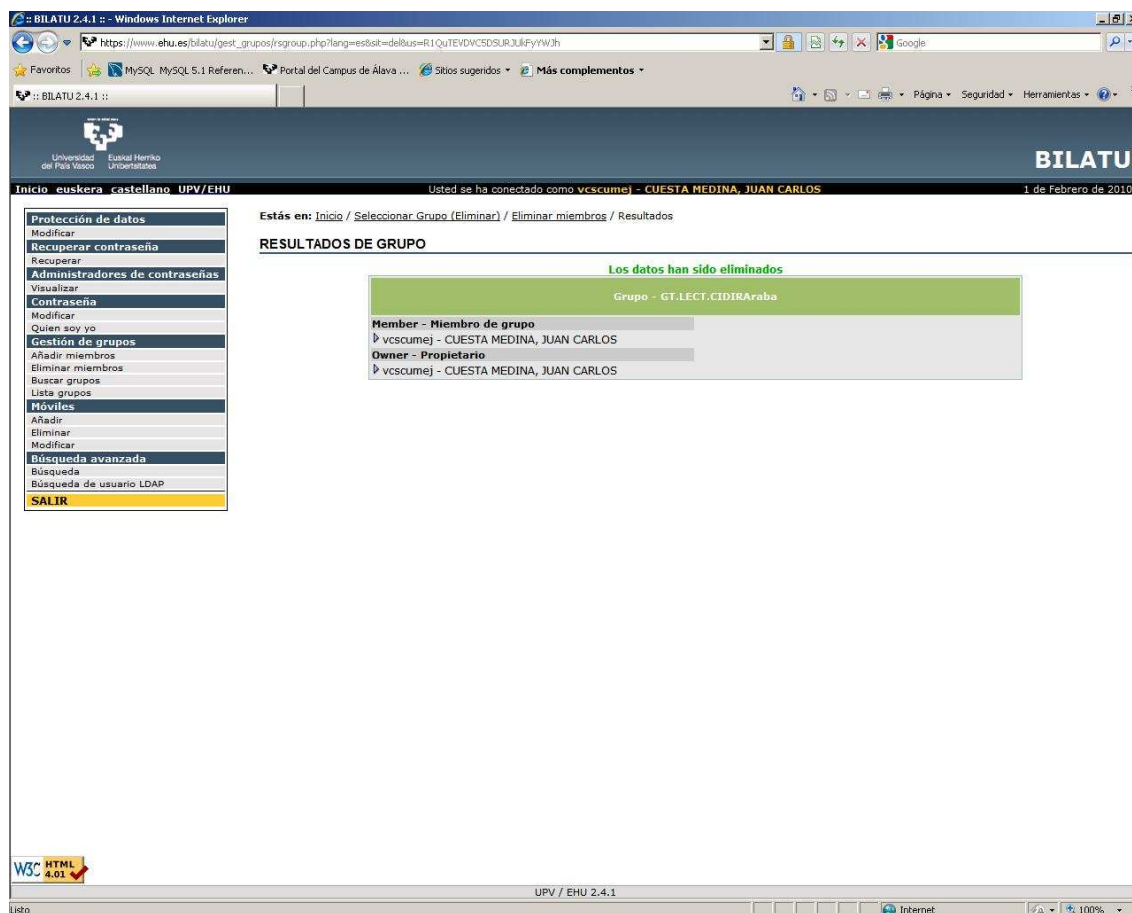 :: BILATU 2.4.1 :: - Windows Internet Explorer
https://www.ehu.es/bilatu/gest_grupos/rsgroup.php?lang=es&sit=del&us=R1QuTEVDVC5DSURJUkFyYWJh
Google
Favoritos MySQL MySQL 5.1 Referen... Portal del Campus de Álava ... Sitios sugeridos Más complementos
:: BILATU 2.4.1 ::
Página Seguridad Herramientas
Universidad del País Vasco
Euskal Herriko Unibertsitatea
BILATU
Inicio euskera castellano UPV/EHU
Usted se ha conectado como vcscumej - CUESTA MEDINA, JUAN CARLOS
1 de Febrero de 2010
Protección de datos
Modificar
Recuperar contraseña
Recuperar
Administradores de contraseñas
Visualizar
Contraseña
Modificar
Quien soy yo
Gestión de grupos
Añadir miembros
Eliminar miembros
Buscar grupos
Lista grupos
Móviles
Añadir
Eliminar
Modificar
Búsqueda avanzada
Búsqueda
Búsqueda de usuario LDAP
SALIR
Estás en: Inicio / Seleccionar Grupo (Eliminar) / Eliminar miembros / Resultados
RESULTADOS DE GRUPO
Los datos han sido eliminados
Grupo - GT.LECT.CIDIRAraba
Member - Miembro de grupo
vcscumej - CUESTA MEDINA, JUAN CARLOS
Owner - Propietario
vcscumej - CUESTA MEDINA, JUAN CARLOS
W3C HTML 4.01
UPV / EHU 2.4.1
Listo
Internet
100%